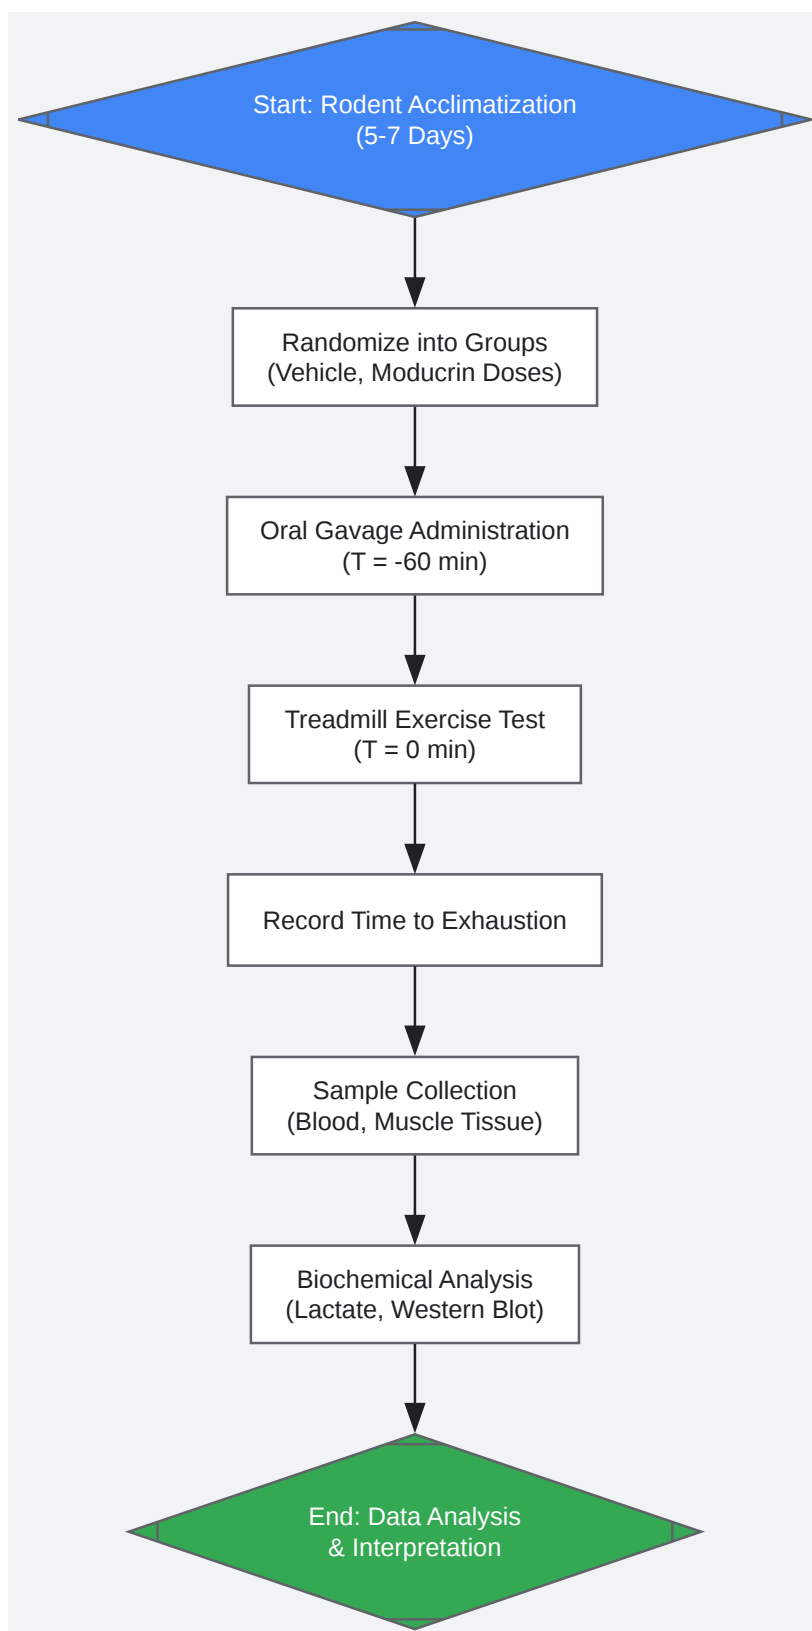 Start: Rodent Acclimatization
(5-7 Days)
Randomize into Groups
(Vehicle, Moducrin Doses)
Oral Gavage Administration
(T = -60 min)
Treadmill Exercise Test
(T = 0 min)
Record Time to Exhaustion
Sample Collection
(Blood, Muscle Tissue)
Biochemical Analysis
(Lactate, Western Blot)
End: Data Analysis
& Interpretation